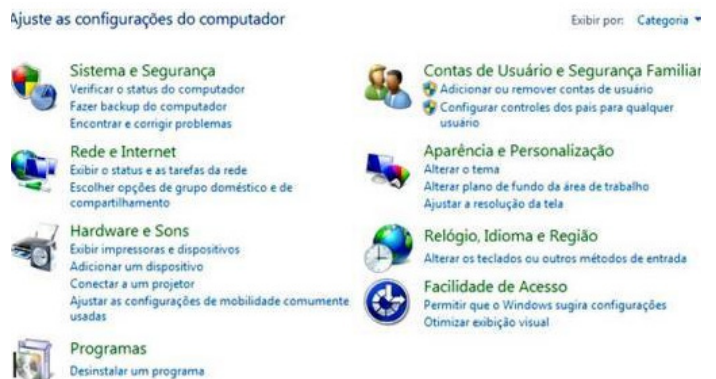 Ajuste as configurações do computador
Exibir por: Categoria
Sistema e Segurança
Verificar o status do computador
Fazer backup do computador
Encontrar e corrigir problemas
Rede e Internet
Exibir o status e as tarefas da rede
Escolher opções de grupo doméstico e de
compartilhamento
Hardware e Sons
Exibir impressoras e dispositivos
Adicionar um dispositivo
Conectar a um projetor
Ajustar as configurações de mobilidade comumente
usadas
Programas
Desinstalar um programa
Contas de Usuário e Segurança Familiar
Adicionar ou remover contas de usuário
Configurar controles dos pais para qualquer
usuário
Aparência e Personalização
Alterar o tema
Alterar plano de fundo da área de trabalho
Ajustar a resolução da tela
Relógio, Idioma e Região
Alterar os teclados ou outros métodos de entrada
Facilidade de Acesso
Permitir que o Windows sugira configurações
Otimizar exibição visual